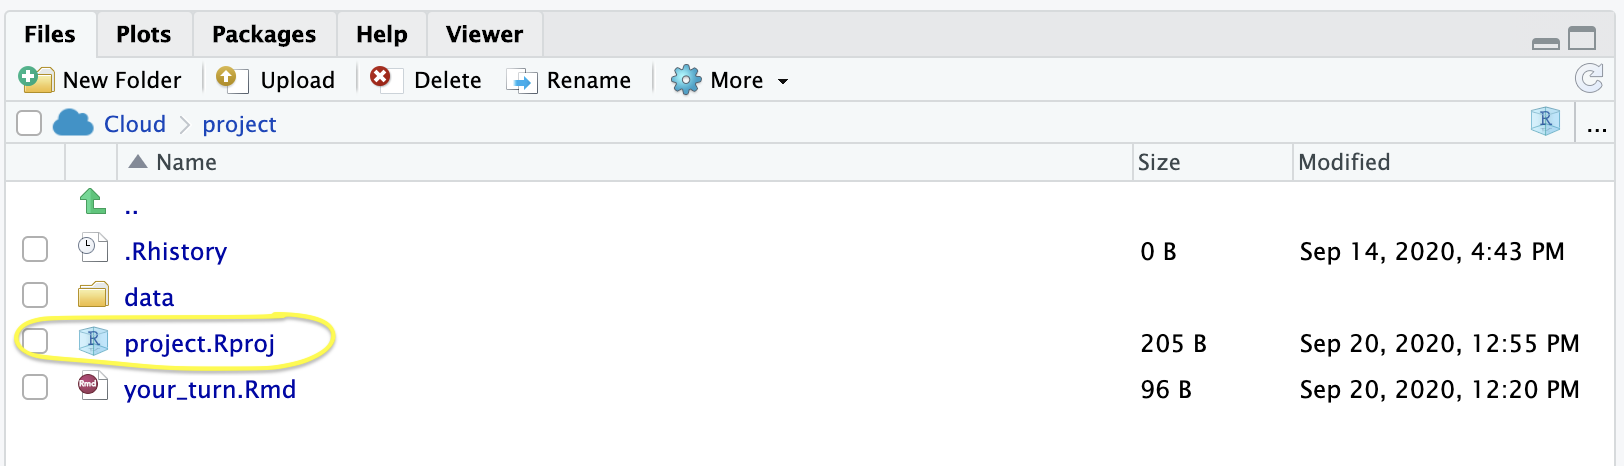 Files Plots Packages Help Viewer
New Folder Upload Delete Rename More
Cloud project R ...
Name Size Modified
..
.Rhistory 0 B Sep 14, 2020, 4:43 PM
data
R project.Rproj 205 B Sep 20, 2020, 12:55 PM
Rmd your_turn.Rmd 96 B Sep 20, 2020, 12:20 PM